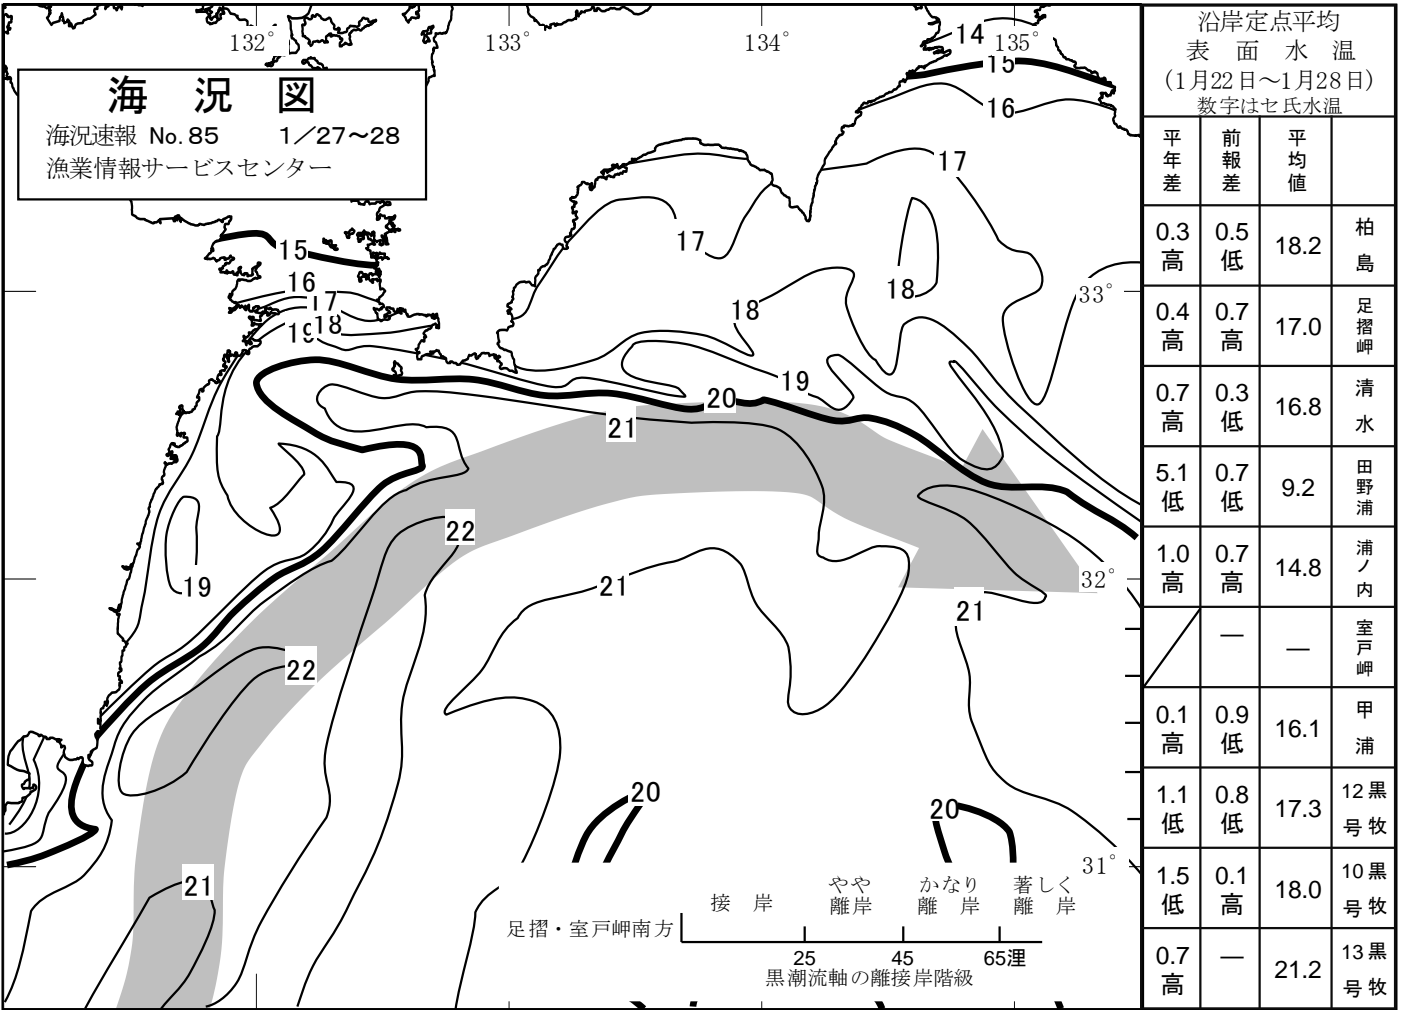 132°
133°
134°
135°
海況図
海況速報 No.85 1/27～28
漁業情報サービスセンター
14
15
16
17
17
18
18
19
15
16
17
18
19
20
21
22
19
22
21
21
21
20
20
33°
32°
31°
足摺・室戸岬南方
接岸
やや離岸
かなり離岸
著しく離岸
25 45 65浬
黒潮流軸の離接岸階級
沿岸定点平均
表面水温
(1月22日～1月28日)
数字はセ氏水温
平年差 前報差 平均値
0.3高 0.5低 18.2 柏島
0.4高 0.7高 17.0 足摺岬
0.7高 0.3低 16.8 清水
5.1低 0.7低 9.2 田野浦
1.0高 0.7高 14.8 浦ノ内
— — 室戸岬
0.1高 0.9低 16.1 甲浦
1.1低 0.8低 17.3 黒牧12号
1.5低 0.1高 18.0 黒牧10号
0.7高 — 21.2 黒牧13号